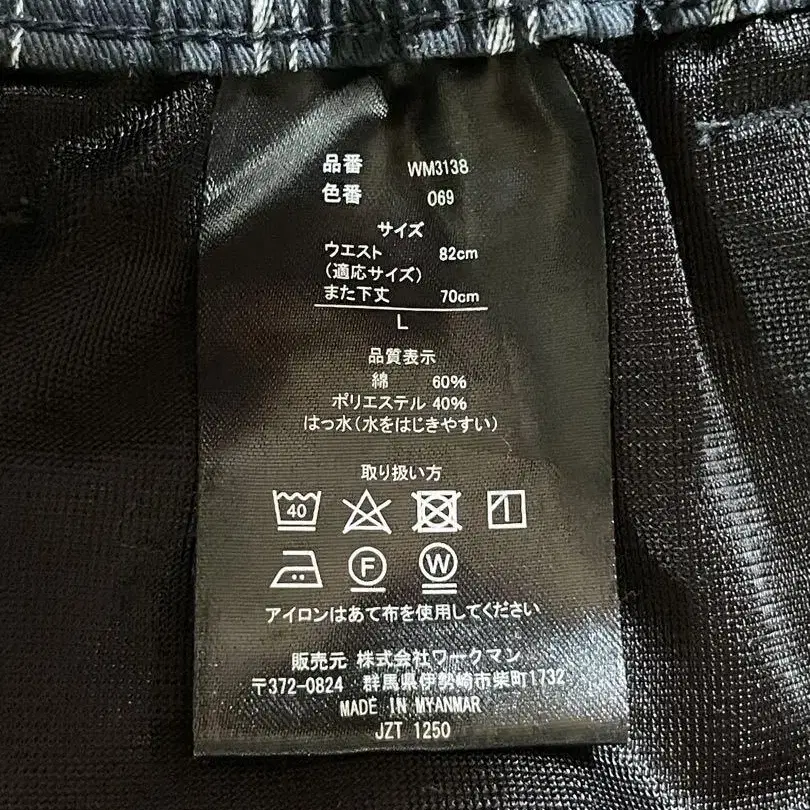 品番 WM3138
色番 069
サイズ
ウエスト 82cm
(適応サイズ)
また下丈 70cm
L
品質表示
綿 60%
ポリエステル 40%
はっ水(水をはじきやすい)
取り扱い方
40
F
W
アイロンはあて布を使用してください
販売元 株式会社ワークマン
〒372-0824 群馬県伊勢崎市柴町1732
MADE IN MYANMAR
JZT 1250